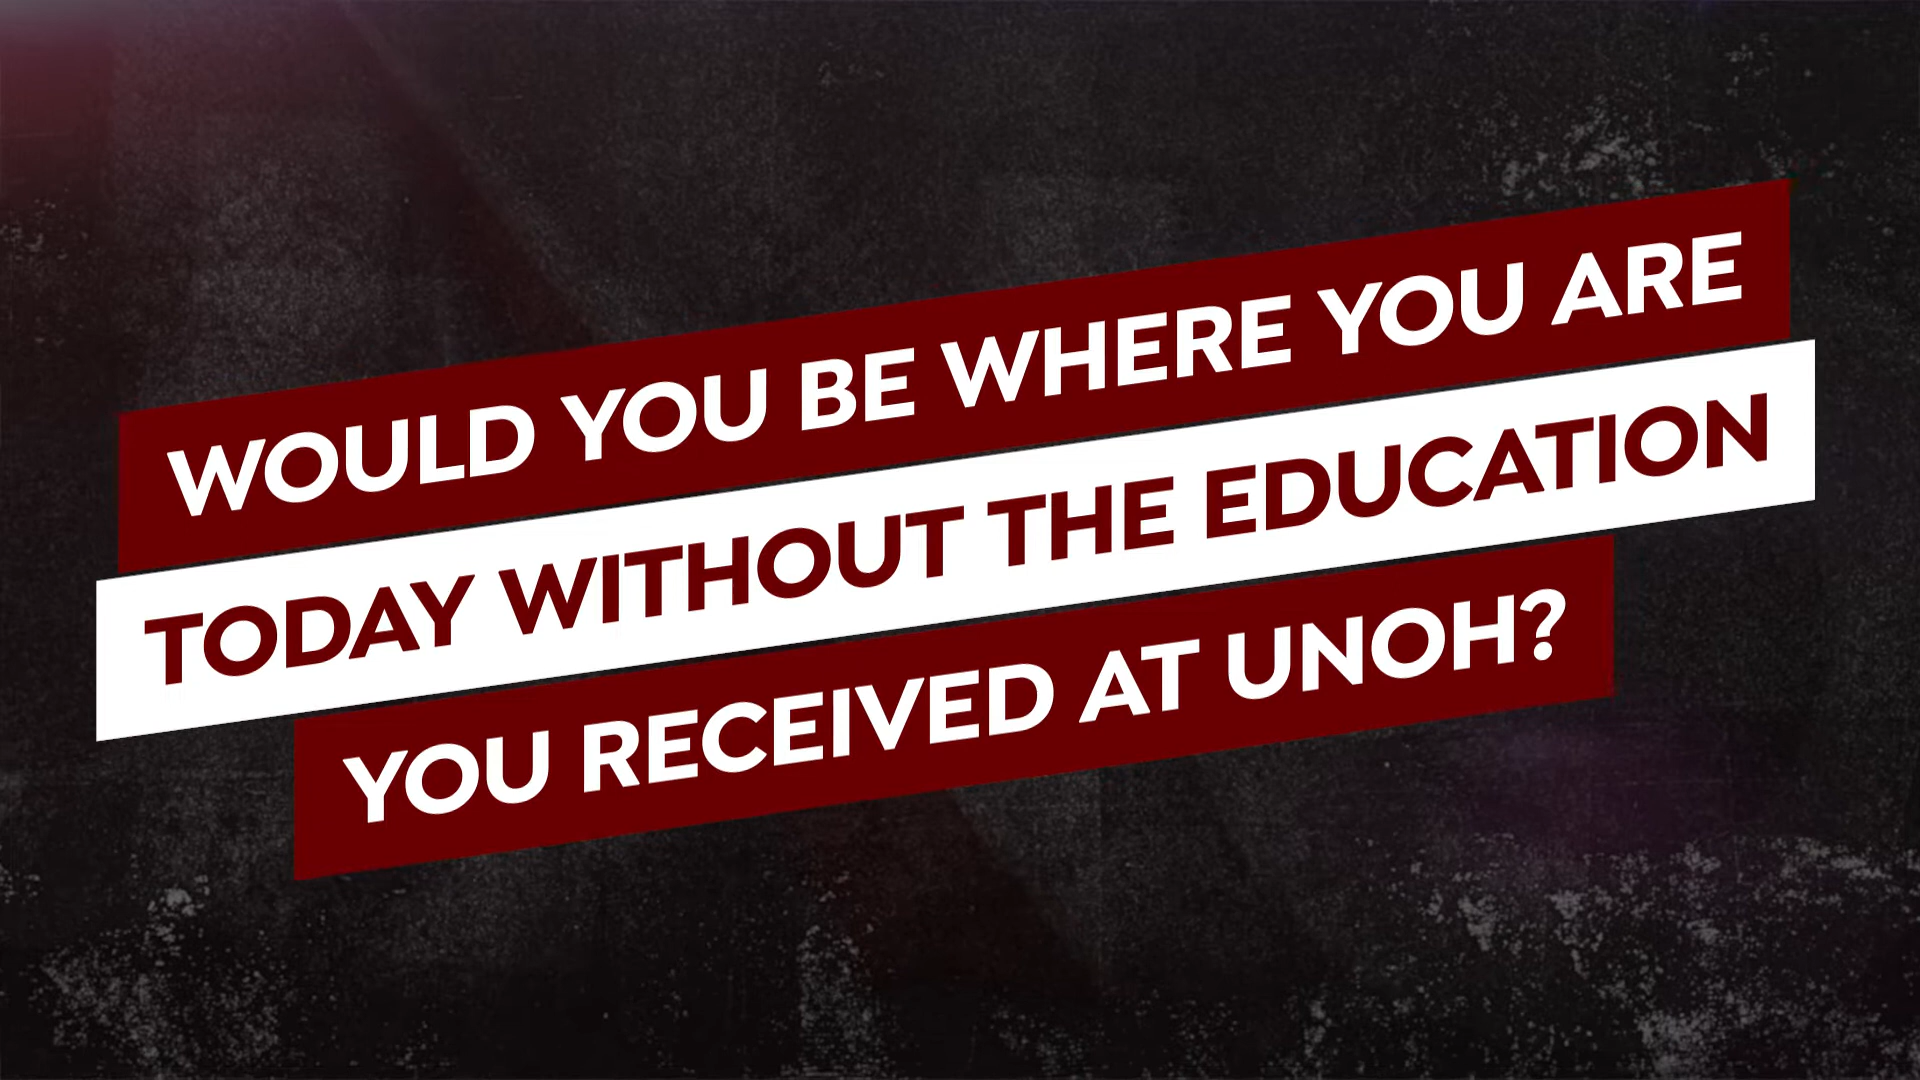 WOULD YOU BE WHERE YOU ARE
TODAY WITHOUT THE EDUCATION
YOU RECEIVED AT UNOH?